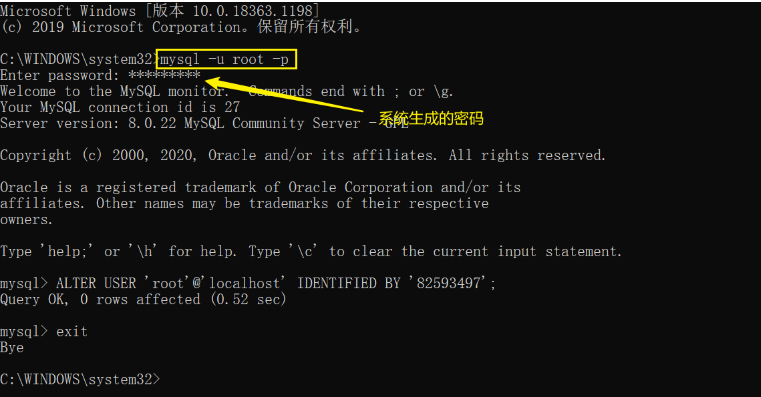 Microsoft Windows [版本 10.0.18363.1198]
(c) 2019 Microsoft Corporation。保留所有权利。
C:\WINDOWS\system32>mysql -u root -p
Enter password: *********
Welcome to the MySQL monitor.  Commands end with ; or \g.
Your MySQL connection id is 27
系统生成的密码
Server version: 8.0.22 MySQL Community Server - GPL
Copyright (c) 2000, 2020, Oracle and/or its affiliates. All rights reserved.
Oracle is a registered trademark of Oracle Corporation and/or its
affiliates. Other names may be trademarks of their respective
owners.
Type 'help;' or '\h' for help. Type '\c' to clear the current input statement.
mysql> ALTER USER 'root'@'localhost' IDENTIFIED BY '82593497';
Query OK, 0 rows affected (0.52 sec)
mysql> exit
Bye
C:\WINDOWS\system32>